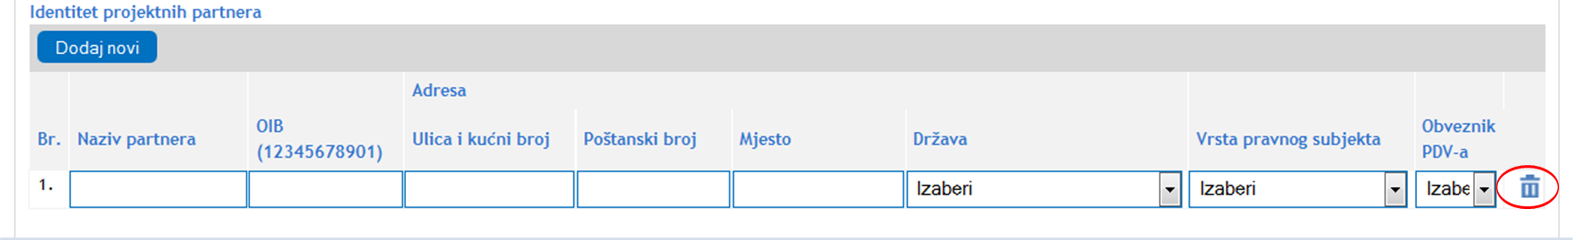 Identitet projektnih partnera
Dodaj novi
Adresa
Br. Naziv partnera OIB (12345678901) Ulica i kućni broj Poštanski broj Mjesto Država Vrsta pravnog subjekta Obveznik PDV-a
1. Izaberi Izaberi Izabe